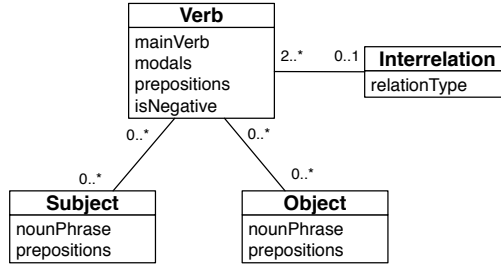 Verb
mainVerb
modals
prepositions
isNegative
2..*
0..1
Interrelation
relationType
0..*
0..*
0..*
0..*
Subject
nounPhrase
prepositions
Object
nounPhrase
prepositions